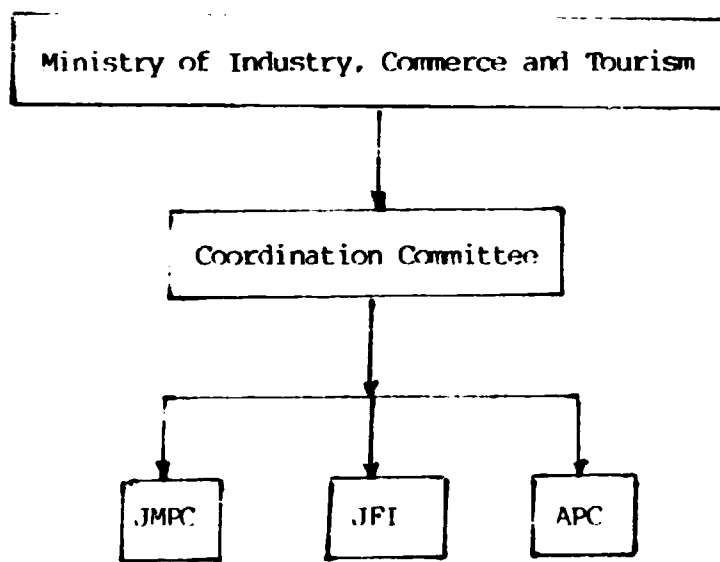 Ministry of Industry, Commerce and Tourism
Coordination Committee
JMPC JFI APC